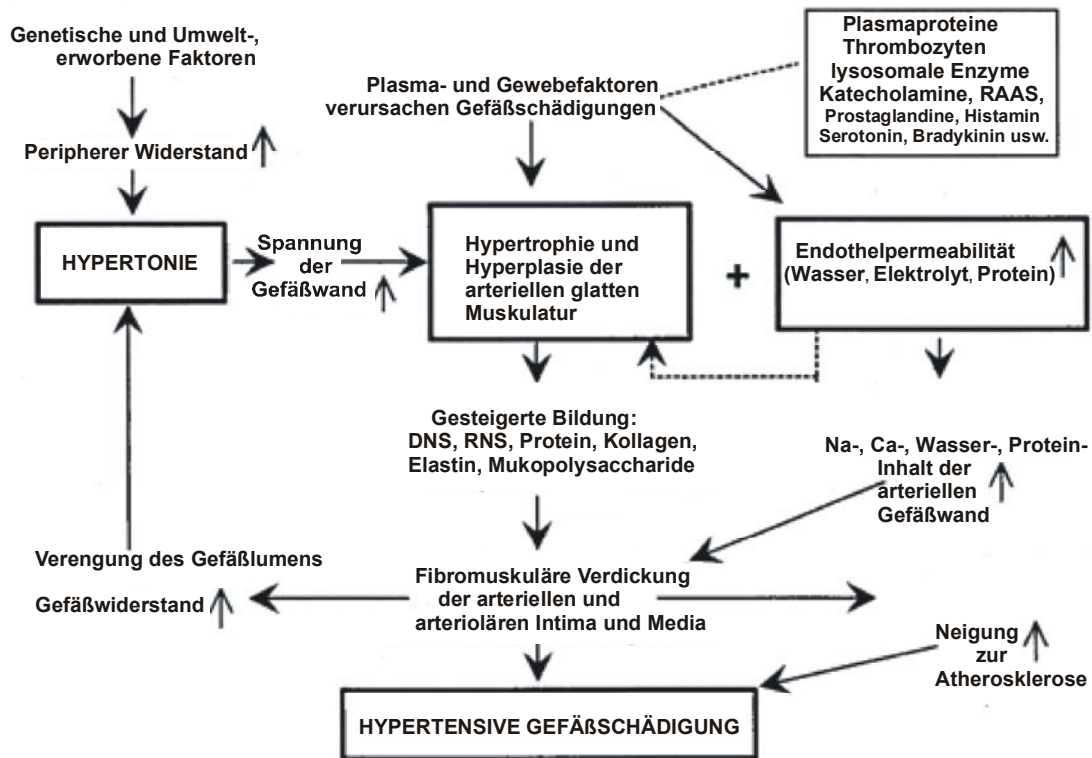 Genetische und Umwelt-,
erworbene Faktoren
Peripherer Widerstand
HYPERTONIE
Spannung
der
Gefäßwand
Plasma- und Gewebefaktoren
verursachen Gefäßschädigungen
Plasmaproteine
Thrombozyten
lysosomale Enzyme
Katecholamine, RAAS,
Prostaglandine, Histamin
Serotonin, Bradykinin usw.
Hypertrophie und
Hyperplasie der
arteriellen glatten
Muskulatur
+
Endothelpermeabilität
(Wasser, Elektrolyt, Protein)
Gesteigerte Bildung:
DNS, RNS, Protein, Kollagen,
Elastin, Mukopolysaccharide
Na-, Ca-, Wasser-, Protein-
Inhalt der
arteriellen
Gefäßwand
Verengung des Gefäßlumens
Gefäßwiderstand
Fibromuskuläre Verdickung
der arteriellen und
arteriolären Intima und Media
Neigung
zur
Atherosklerose
HYPERTENSIVE GEFÄßSCHÄDIGUNG